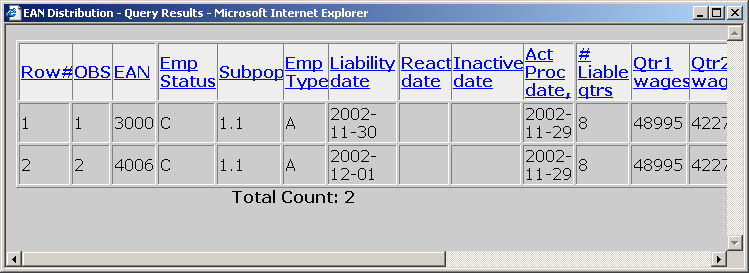 EAN Distribution - Query Results - Microsoft Internet Explorer
Row# OBS EAN Emp Status Subpop Emp Type Liability date React date Inactive date Act Proc date, # Liable qtrs Qtr1 wages Qtr2 wag
1 1 3000 C 1.1 A 2002-11-30 2002-11-29 8 48995 4227
2 2 4006 C 1.1 A 2002-12-01 2002-11-29 8 48995 4227
Total Count: 2